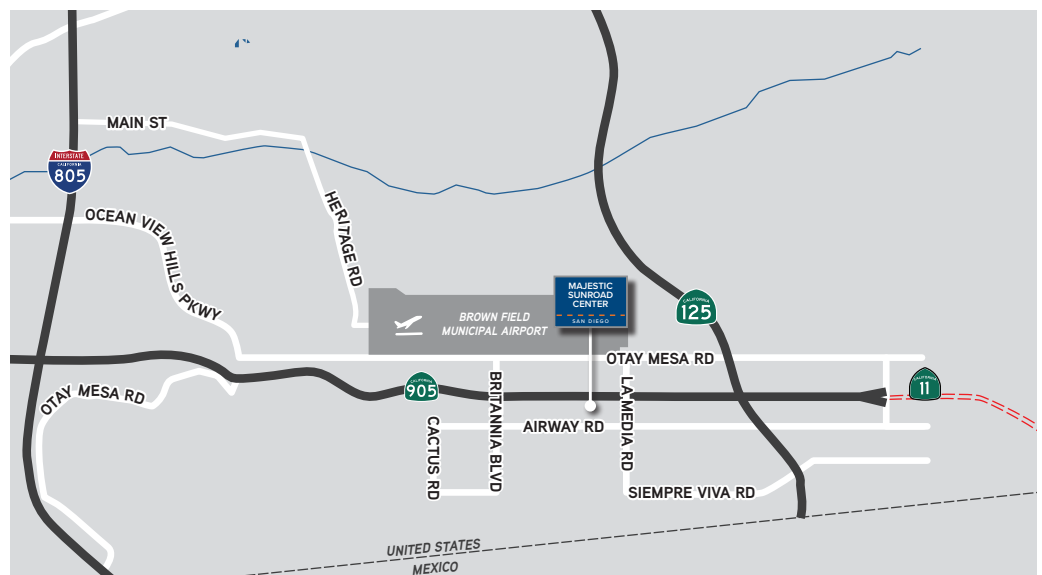 MAIN ST
INTERSTATE
CALIFORNIA
805
OCEAN VIEW HILLS PKWY
HERITAGE RD
MAJESTIC
SUNROAD
CENTER
SAN DIEGO
CALIFORNIA
125
BROWN FIELD
MUNICIPAL AIRPORT
OTAY MESA RD
CALIFORNIA
905
CALIFORNIA
11
OTAY MESA RD
BRITANNIA BLVD
LA MEDIA RD
CACTUS RD
AIRWAY RD
SIEMPRE VIVA RD
UNITED STATES
MEXICO